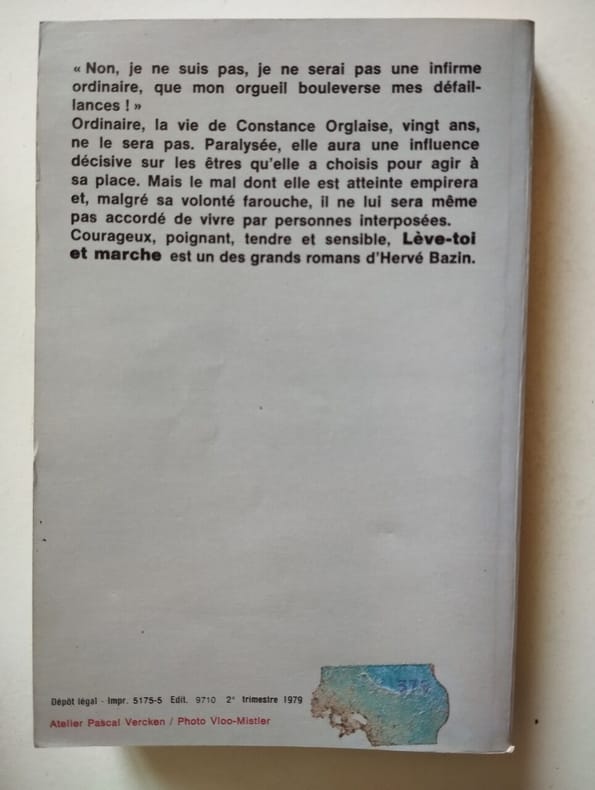 « Non, je ne suis pas, je ne serai pas une infirme
ordinaire, que mon orgueil bouleverse mes défail-
lances ! »
Ordinaire, la vie de Constance Orglaise, vingt ans,
ne le sera pas. Paralysée, elle aura une influence
décisive sur les êtres qu'elle a choisis pour agir à
sa place. Mais le mal dont elle est atteinte empirera
et, malgré sa volonté farouche, il ne lui sera même
pas accordé de vivre par personnes interposées.
Courageux, poignant, tendre et sensible, Lève-toi
et marche est un des grands romans d'Hervé Bazin.
Dépôt légal - Impr. 5175-5 Edit. 9710 2e trimestre 1979
Atelier Pascal Vercken / Photo Vloo-Mistler